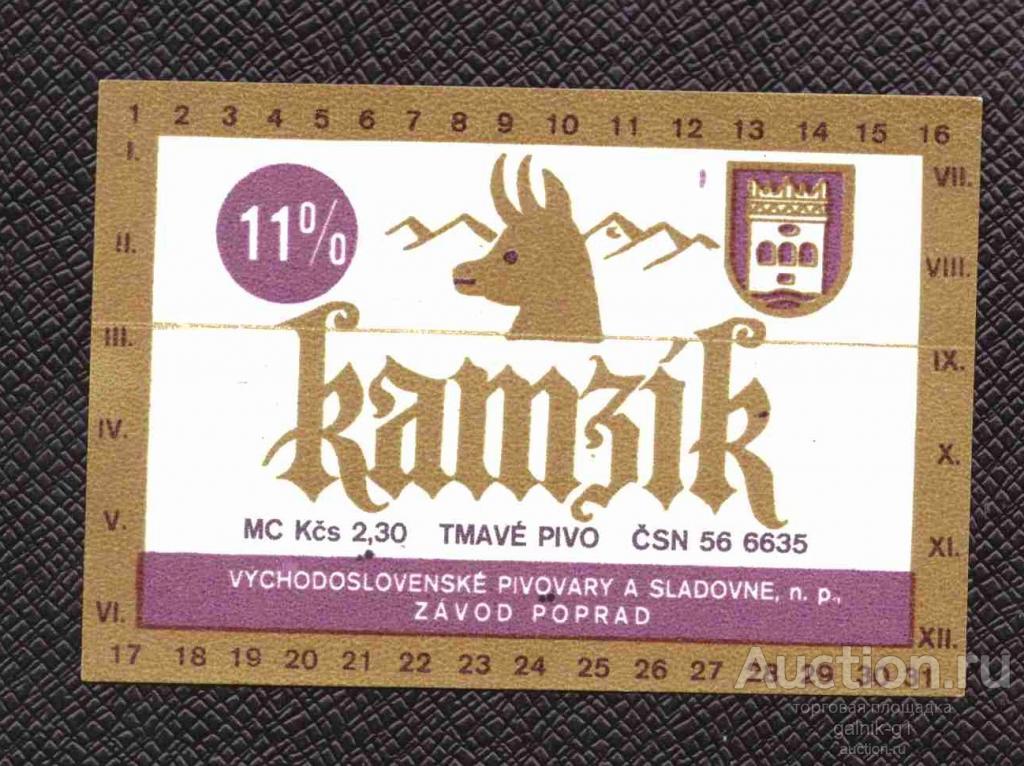 1 2 3 4 5 6 7 8 9 10 11 12 13 14 15 16
I. VII.
11%
II. VIII.
III. IX.
kamzík
IV. X.
MC Kčs 2,30 TMAVÉ PIVO ČSN 56 6635
V. XI.
VYCHODOSLOVENSKÉ PIVOVARY A SLADOVNE, n. p.,
ZÁVOD POPRAD
VI. XII.
17 18 19 20 21 22 23 24 25 26 27 28 29 30 31
Auction.ru
торговая площадка
galnik-g1
auction.ru